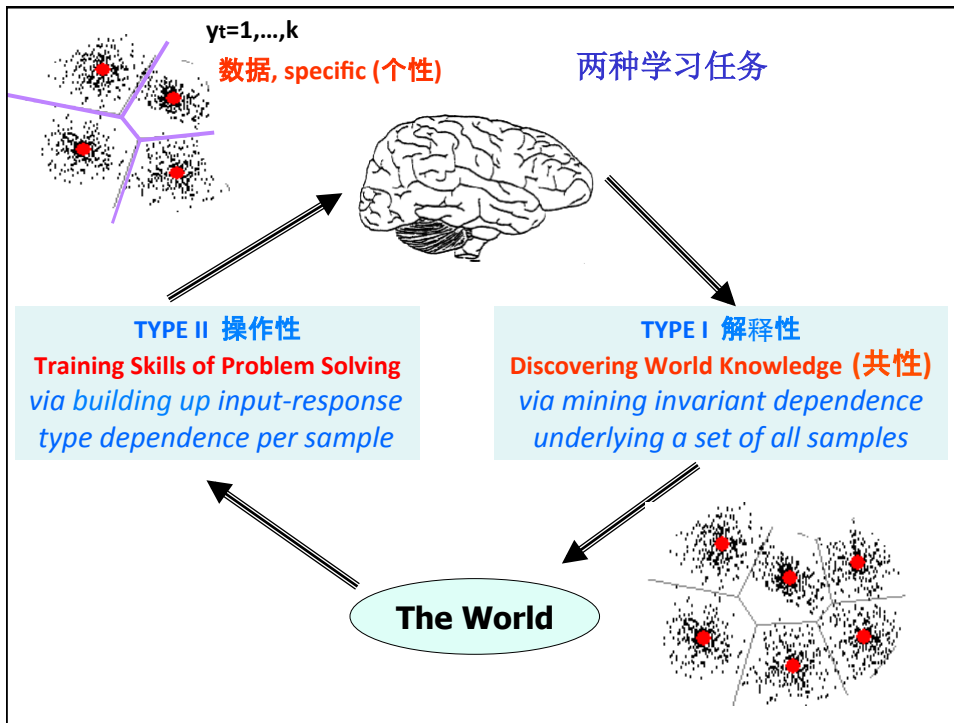 yt=1,…,k
数据, specific (个性)
两种学习任务
TYPE II 操作性
Training Skills of Problem Solving
via building up input-response
type dependence per sample
TYPE I 解释性
Discovering World Knowledge (共性)
via mining invariant dependence
underlying a set of all samples
The World